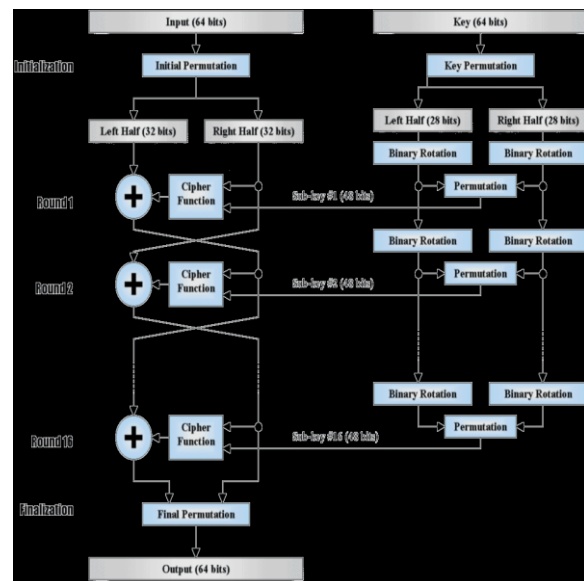 Input (64 bits)
Key (64 bits)
Initialization
Initial Permutation
Key Permutation
Left Half (32 bits)
Right Half (32 bits)
Left Half (28 bits)
Right Half (28 bits)
Binary Rotation
Binary Rotation
Round 1
+
Cipher
Function
Sub-key #1 (48 bits)
Permutation
Binary Rotation
Binary Rotation
Round 2
+
Cipher
Function
Sub-key #2 (48 bits)
Permutation
Binary Rotation
Binary Rotation
Round 16
+
Cipher
Function
Sub-key #16 (48 bits)
Permutation
Finalization
Final Permutation
Output (64 bits)